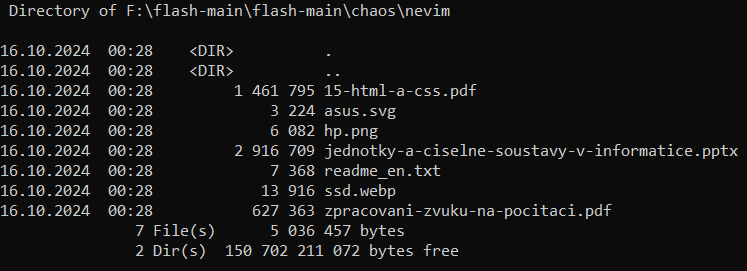 Directory of F:\flash-main\flash-main\chaos\nevim
16.10.2024  00:28    <DIR>          .
16.10.2024  00:28    <DIR>          ..
16.10.2024  00:28         1 461 795 15-html-a-css.pdf
16.10.2024  00:28             3 224 asus.svg
16.10.2024  00:28             6 082 hp.png
16.10.2024  00:28         2 916 709 jednotky-a-ciselne-soustavy-v-informatice.pptx
16.10.2024  00:28             7 368 readme_en.txt
16.10.2024  00:28            13 916 ssd.webp
16.10.2024  00:28           627 363 zpracovani-zvuku-na-pocitaci.pdf
7 File(s)      5 036 457 bytes
2 Dir(s)  150 702 211 072 bytes free